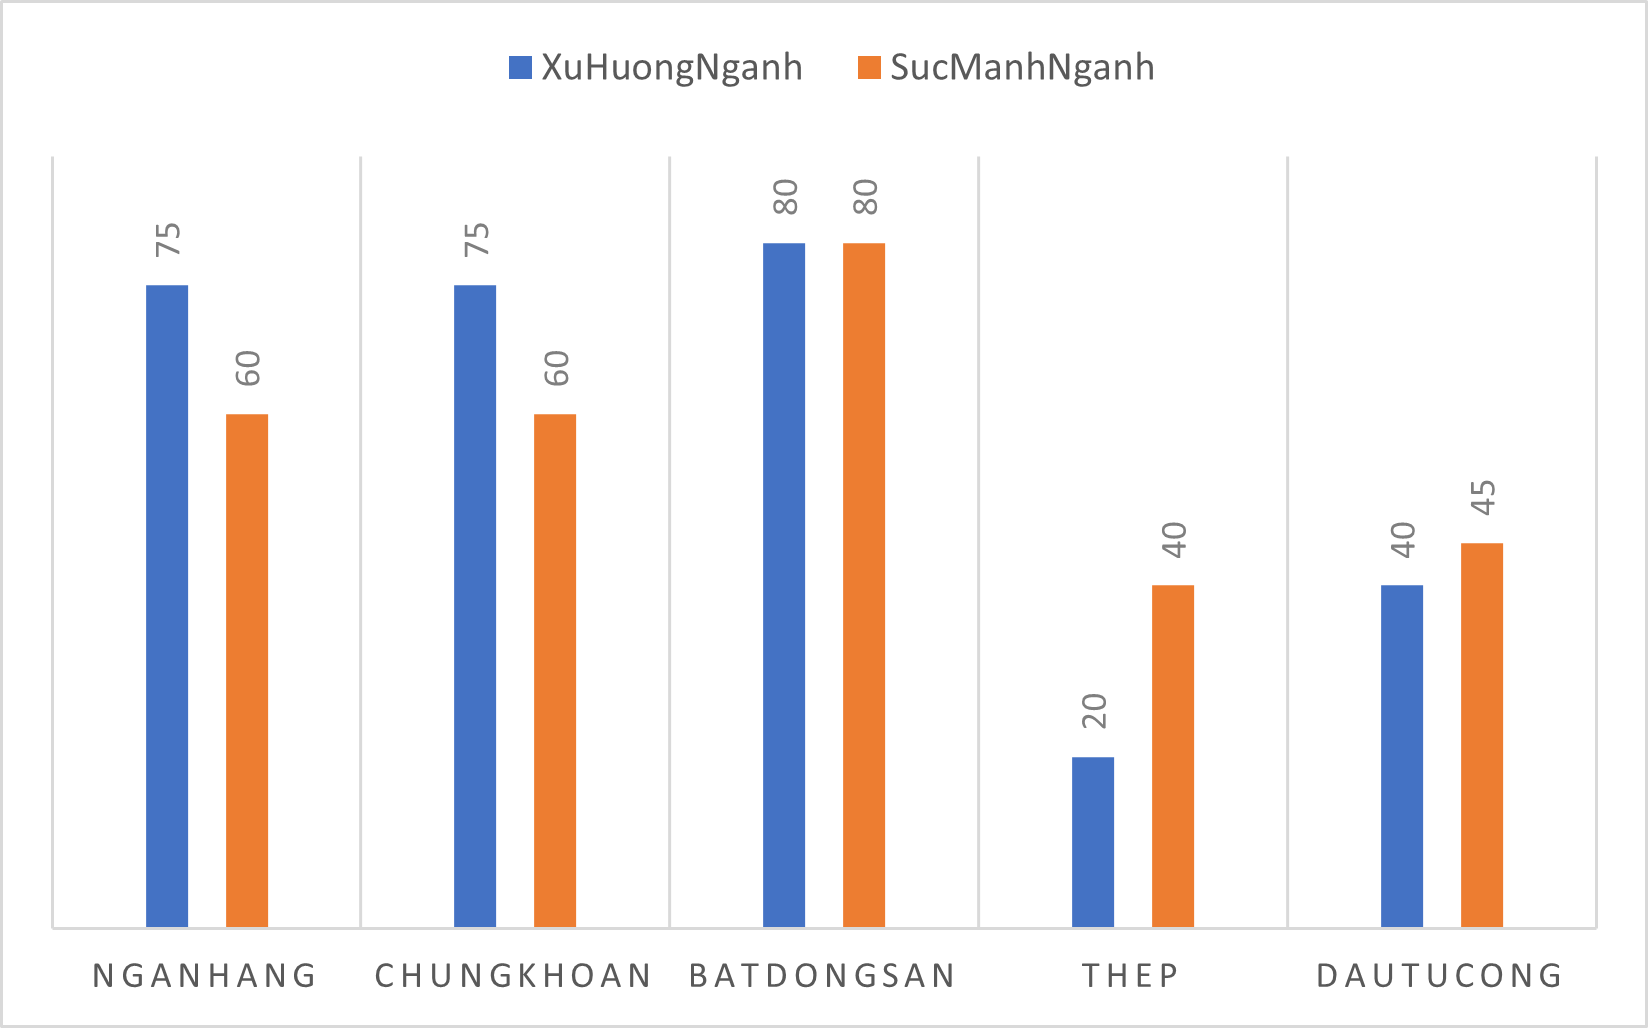 XuHuongNganh SucManhNganh
75 60 75 60 80 80 20 40 40 45
NGANHANG CHUNGKHOAN BATDONGSAN THEP DAUTUCONG